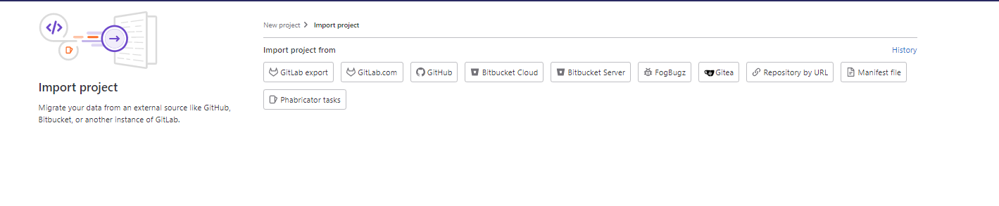 New project > Import project
Import project from
History
GitLab export
GitLab.com
GitHub
Bitbucket Cloud
Bitbucket Server
FogBugz
Gitea
Repository by URL
Manifest file
Phabricator tasks
Import project
Migrate your data from an external source like GitHub,
Bitbucket, or another instance of GitLab.